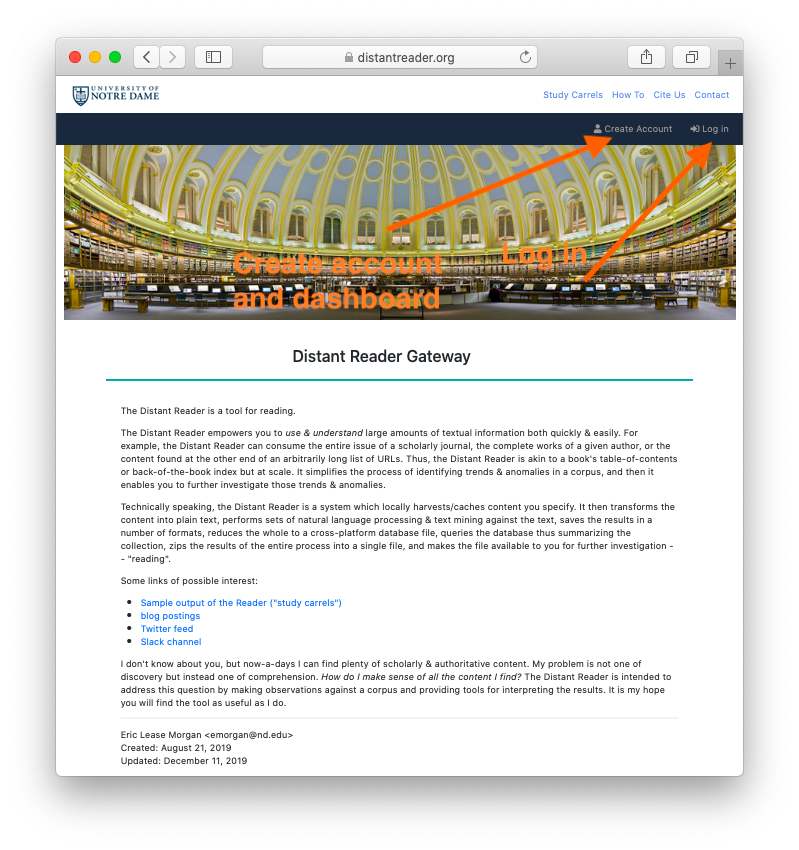 distantreader.org
UNIVERSITY OF
NOTRE DAME
Study Carrels How To Cite Us Contact
Create Account Log in
Create account
and dashboard
Log in
Distant Reader Gateway
The Distant Reader is a tool for reading.
The Distant Reader empowers you to use & understand large amounts of textual information both quickly & easily. For
example, the Distant Reader can consume the entire issue of a scholarly journal, the complete works of a given author, or the
content found at the other end of an arbitrarily long list of URLs. Thus, the Distant Reader is akin to a book's table-of-contents
or back-of-the-book index but at scale. It simplifies the process of identifying trends & anomalies in a corpus, and then it
enables you to further investigate those trends & anomalies.
Technically speaking, the Distant Reader is a system which locally harvests/caches content you specify. It then transforms the
content into plain text, performs sets of natural language processing & text mining against the text, saves the results in a
number of formats, reduces the whole to a cross-platform database file, queries the database thus summarizing the
collection, zips the results of the entire process into a single file, and makes the file available to you for further investigation -
- "reading".
Some links of possible interest:
• Sample output of the Reader ("study carrels")
• blog postings
• Twitter feed
• Slack channel
I don't know about you, but now-a-days I can find plenty of scholarly & authoritative content. My problem is not one of
discovery but instead one of comprehension. How do I make sense of all the content I find? The Distant Reader is intended to
address this question by making observations against a corpus and providing tools for interpreting the results. It is my hope
you will find the tool as useful as I do.
Eric Lease Morgan <emorgan@nd.edu>
Created: August 21, 2019
Updated: December 11, 2019